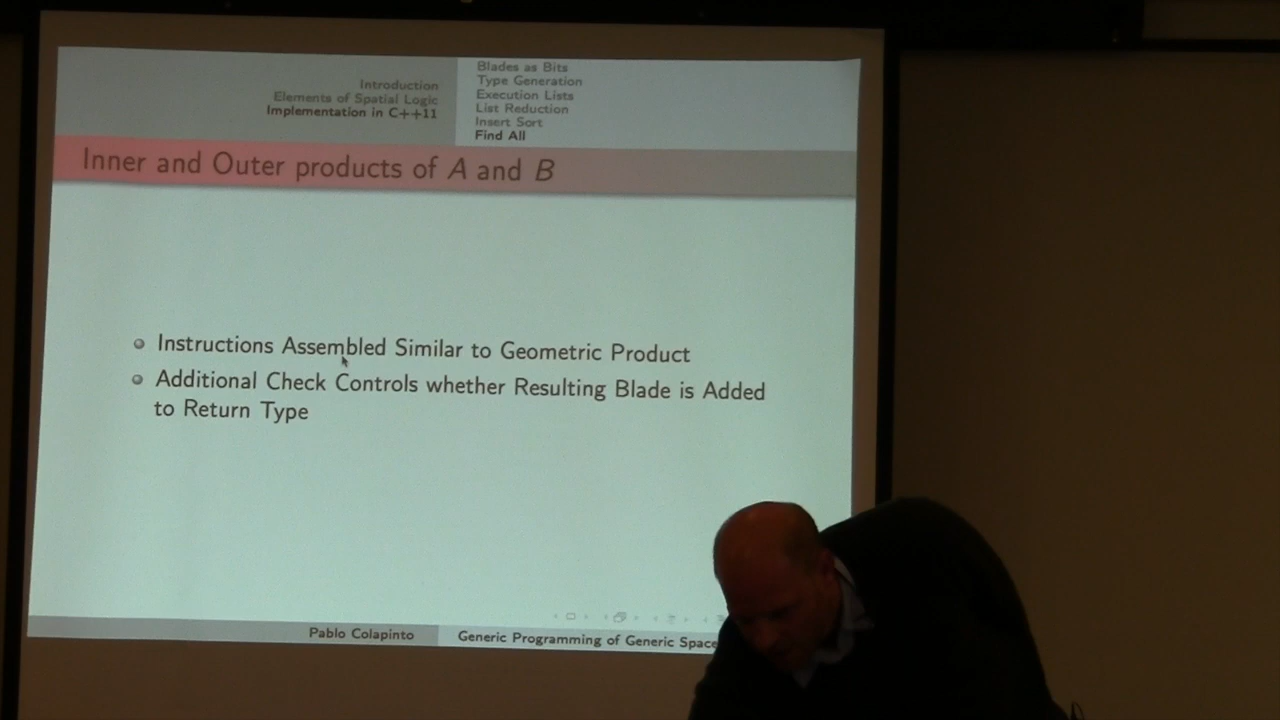 Introduction
Elements of Spatial Logic
Implementation in C++11
Blades as Bits
Type Generation
Execution Lists
List Reduction
Insert Sort
Find All
Inner and Outer products of A and B
Instructions Assembled Similar to Geometric Product
Additional Check Controls whether Resulting Blade is Added
to Return Type
Pablo Colapinto
Generic Programming of Generic Space